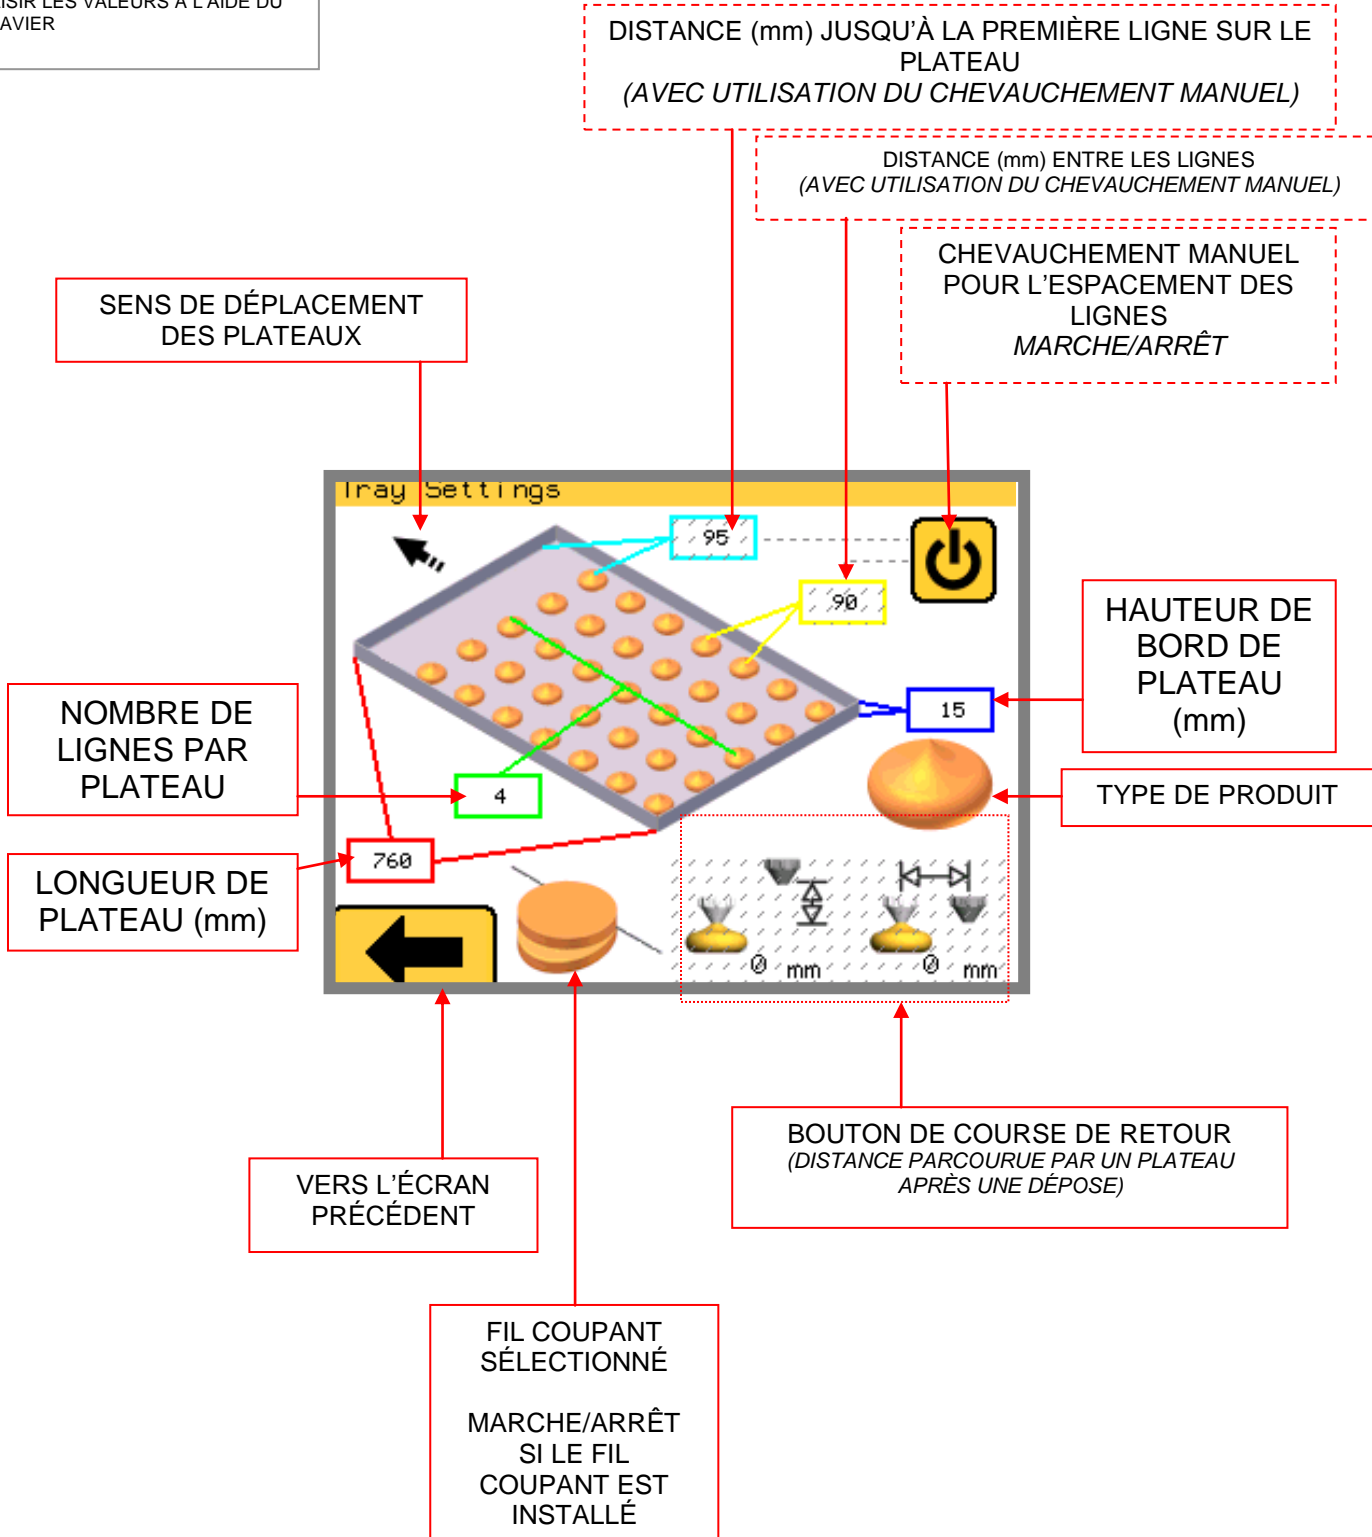 ISIR LES VALEURS À L'AIDE DU
AVIER
DISTANCE (mm) JUSQU'À LA PREMIÈRE LIGNE SUR LE
PLATEAU
(AVEC UTILISATION DU CHEVAUCHEMENT MANUEL)
DISTANCE (mm) ENTRE LES LIGNES
(AVEC UTILISATION DU CHEVAUCHEMENT MANUEL)
CHEVAUCHEMENT MANUEL
POUR L'ESPACEMENT DES
LIGNES
MARCHE/ARRÊT
SENS DE DÉPLACEMENT
DES PLATEAUX
Tray Settings
95
90
HAUTEUR DE
BORD DE
PLATEAU
(mm)
15
NOMBRE DE
LIGNES PAR
PLATEAU
4
TYPE DE PRODUIT
760
LONGUEUR DE
PLATEAU (mm)
0 mm
0 mm
BOUTON DE COURSE DE RETOUR
(DISTANCE PARCOURUE PAR UN PLATEAU
APRÈS UNE DÉPOSE)
VERS L'ÉCRAN
PRÉCÉDENT
FIL COUPANT
SÉLECTIONNÉ
MARCHE/ARRÊT
SI LE FIL
COUPANT EST
INSTALLÉ